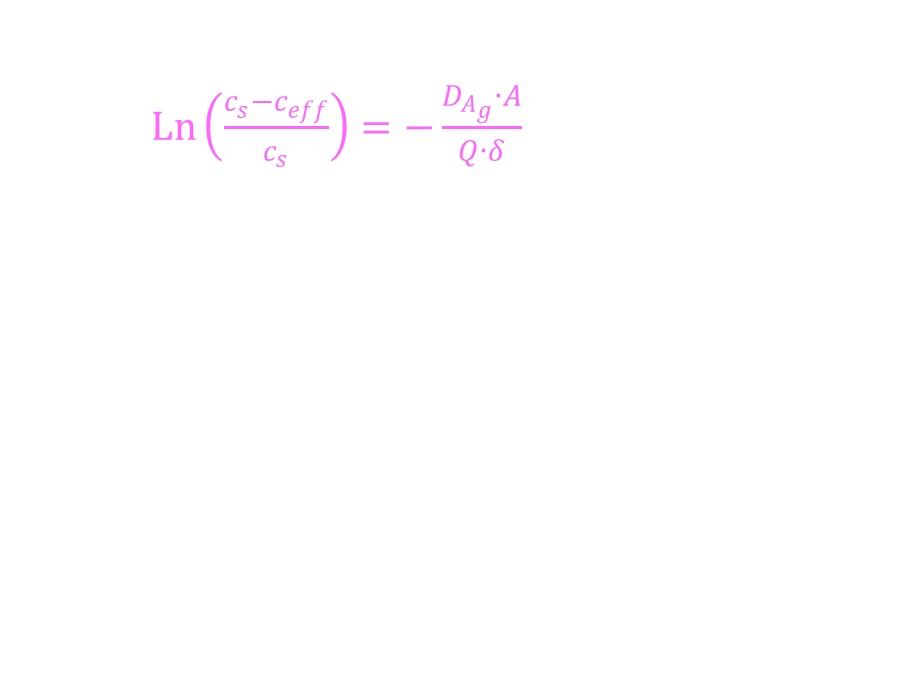 Ln((c_s−c_eff)/c_s) = −(D_{A_g}·A)/(Q·δ)